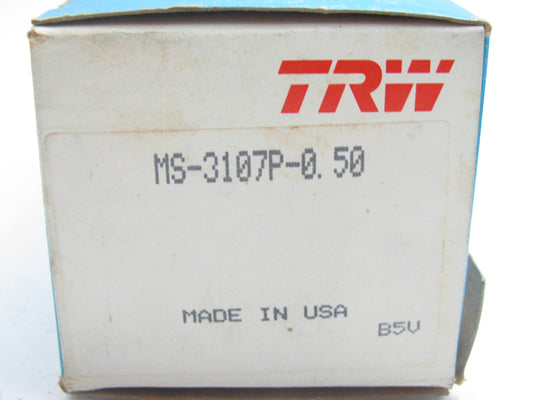 TRW
MS-3107P-0.50
MADE IN USA
B5V